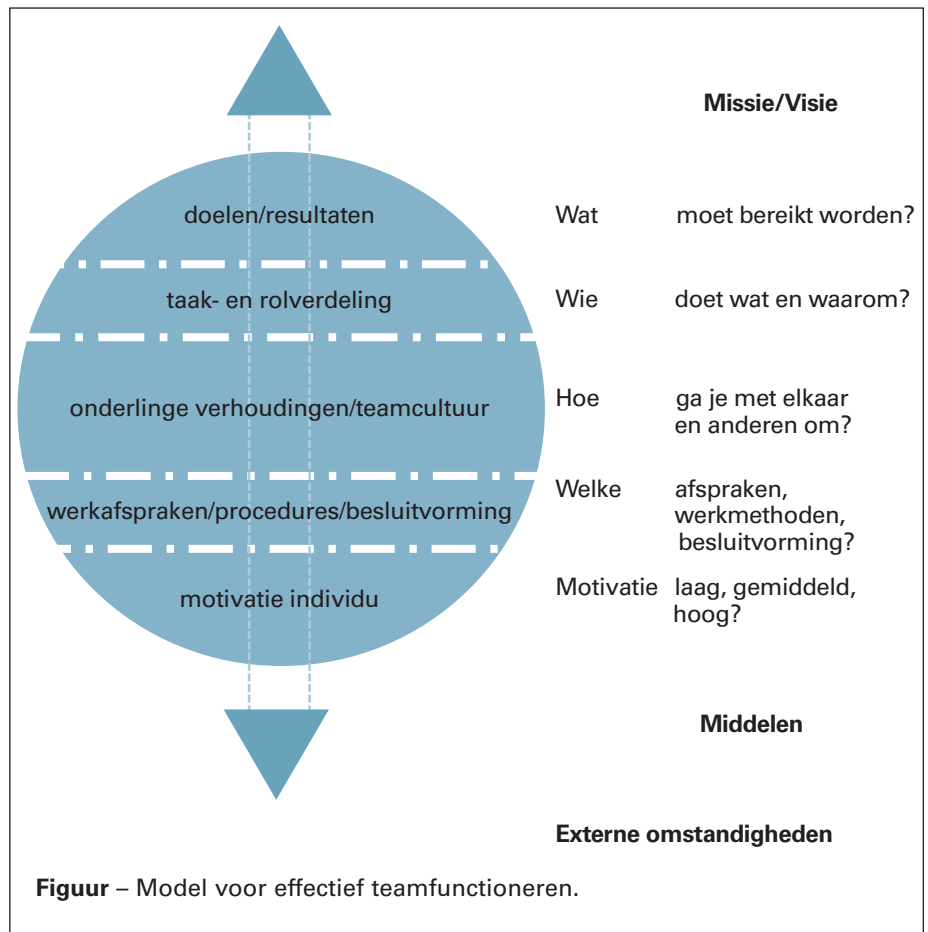 Missie/Visie
doelen/resultaten Wat moet bereikt worden?
taak- en rolverdeling Wie doet wat en waarom?
onderlinge verhoudingen/teamcultuur Hoe ga je met elkaar
en anderen om?
werkafspraken/procedures/besluitvorming Welke afspraken,
werkmethoden,
besluitvorming?
motivatie individu Motivatie laag, gemiddeld,
hoog?
Middelen
Externe omstandigheden
Figuur – Model voor effectief teamfunctioneren.